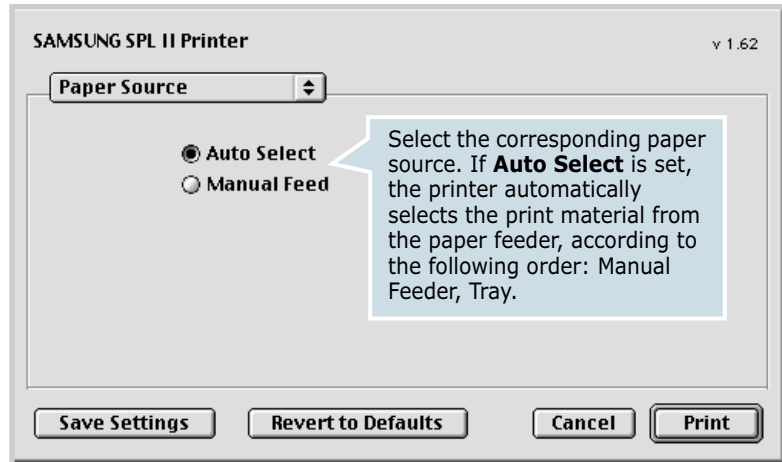 SAMSUNG SPL II Printer
v 1.62
Paper Source
Auto Select
Manual Feed
Select the corresponding paper
source. If Auto Select is set,
the printer automatically
selects the print material from
the paper feeder, according to
the following order: Manual
Feeder, Tray.
Save Settings
Revert to Defaults
Cancel
Print